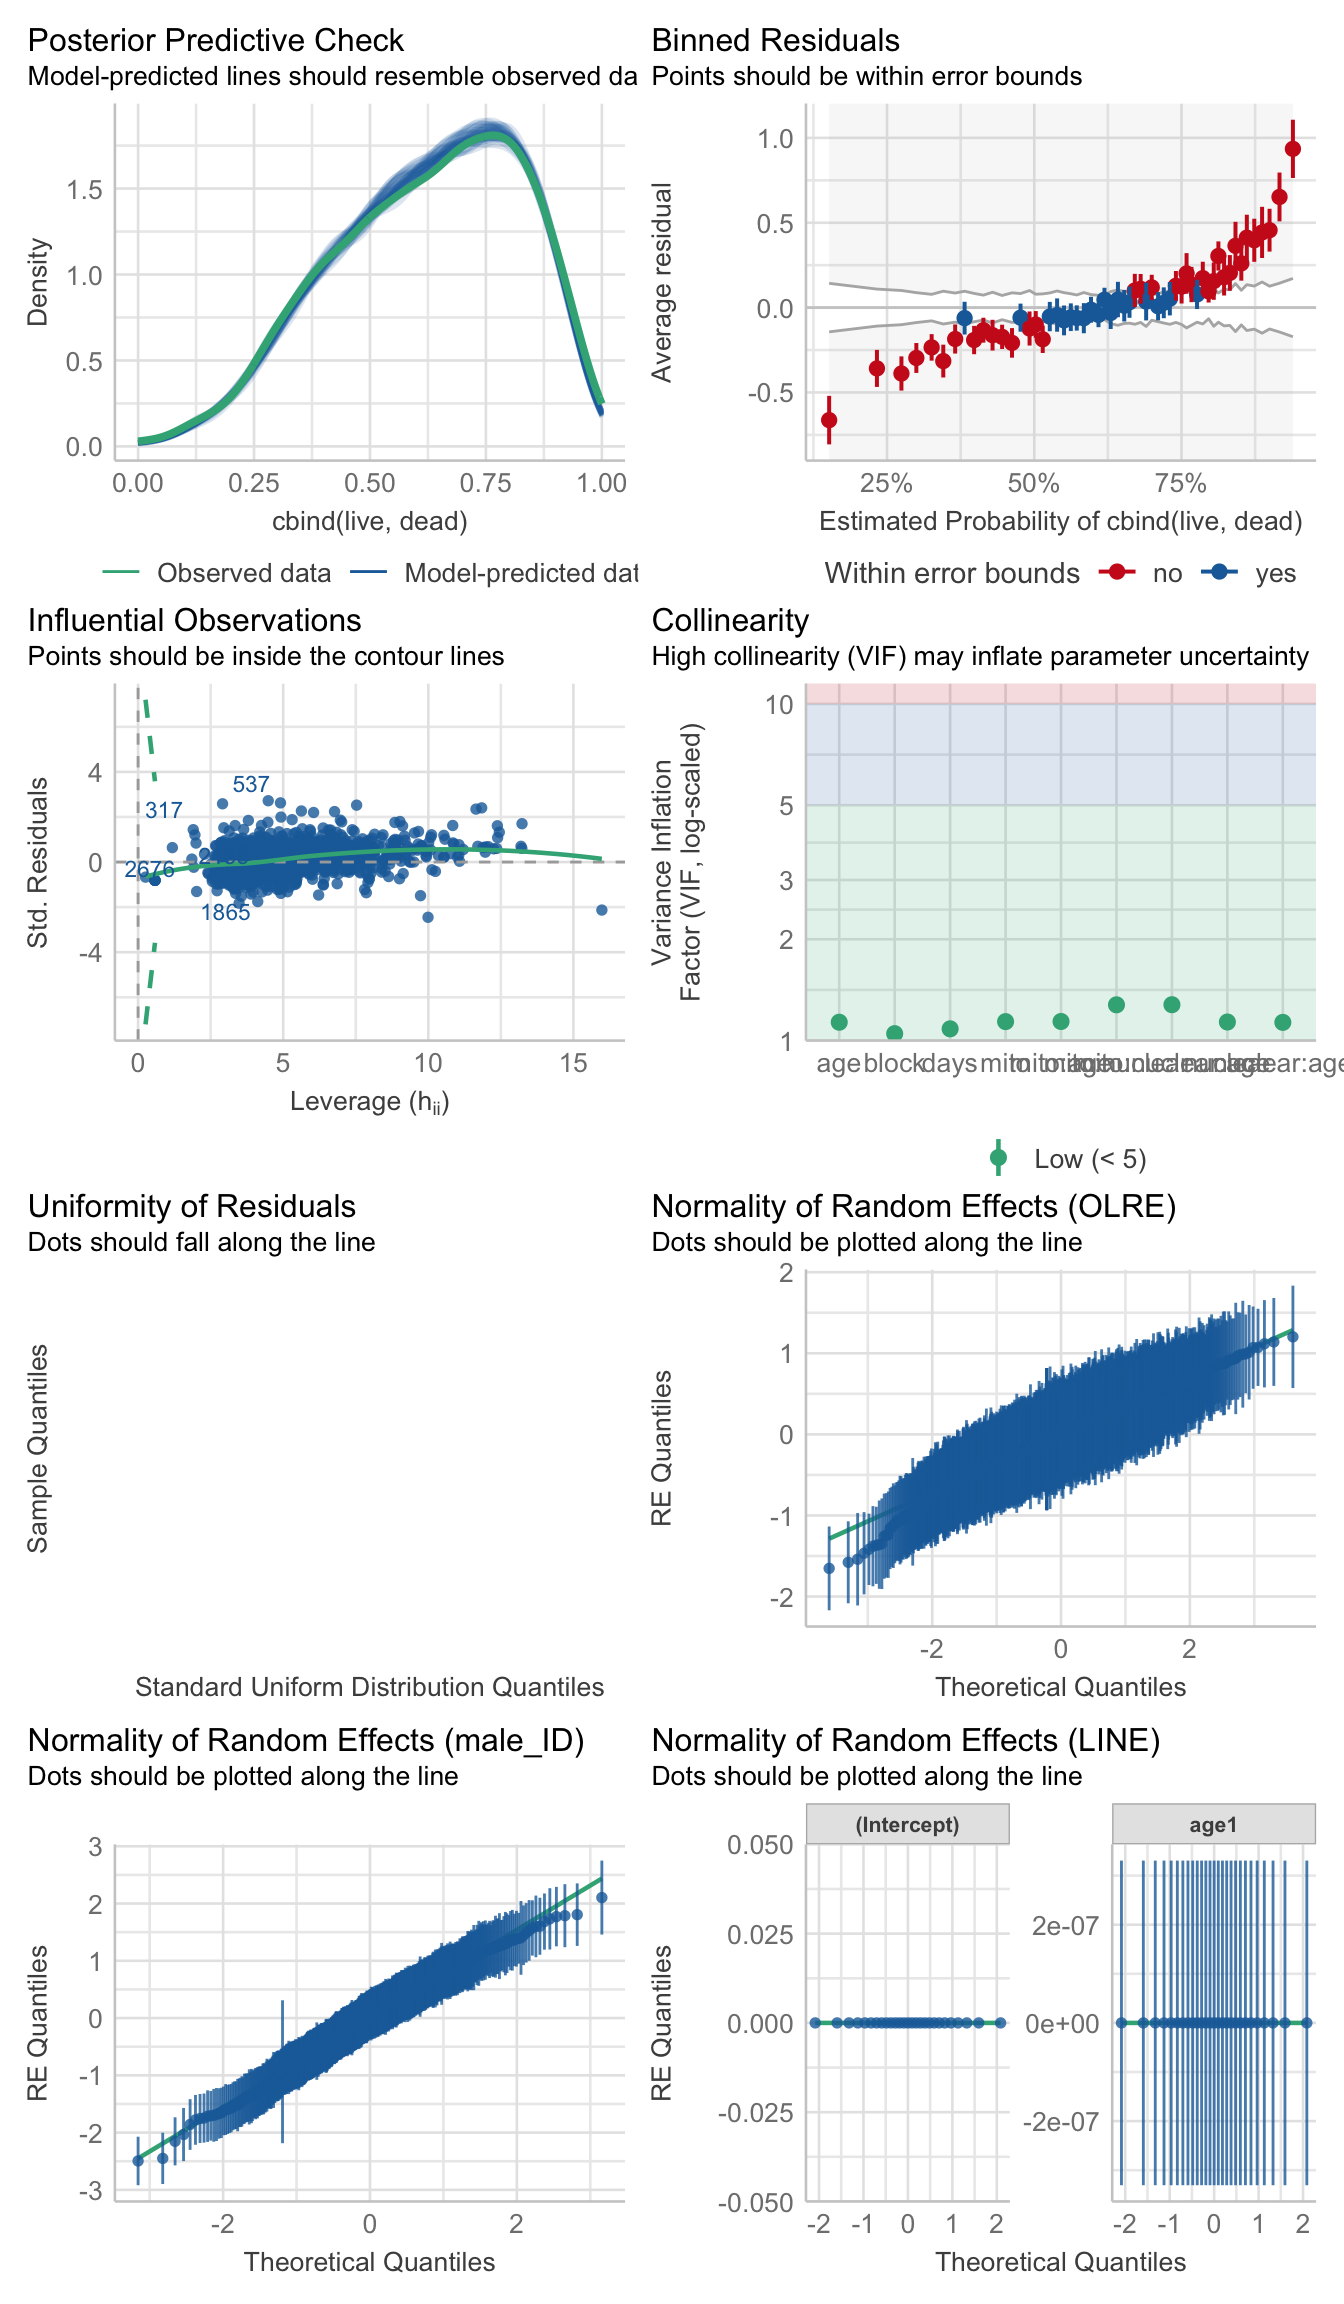 Posterior Predictive Check
Model-predicted lines should resemble observed da
Density
1.5
1.0
0.5
0.0
0.00 0.25 0.50 0.75 1.00
cbind(live, dead)
Observed data Model-predicted dat
Binned Residuals
Points should be within error bounds
Average residual
1.0
0.5
0.0
-0.5
25% 50% 75%
Estimated Probability of cbind(live, dead)
Within error bounds no yes
Influential Observations
Points should be inside the contour lines
Std. Residuals
4
0
-4
537
317
2676
1865
0 5 10 15
Leverage (hii)
Collinearity
High collinearity (VIF) may inflate parameter uncertainty
Variance Inflation
Factor (VIF, log-scaled)
10
5
3
2
1
age block days
Low (< 5)
Uniformity of Residuals
Dots should fall along the line
Sample Quantiles
Standard Uniform Distribution Quantiles
Normality of Random Effects (OLRE)
Dots should be plotted along the line
RE Quantiles
2
1
0
-1
-2
-2 0 2
Theoretical Quantiles
Normality of Random Effects (male_ID)
Dots should be plotted along the line
RE Quantiles
3
2
1
0
-1
-2
-3
-2 0 2
Theoretical Quantiles
Normality of Random Effects (LINE)
Dots should be plotted along the line
RE Quantiles
(Intercept) age1
0.050
0.025
0.000
-0.025
-0.050
2e-07
0e+00
-2e-07
-2 -1 0 1 2 -2 -1 0 1 2
Theoretical Quantiles